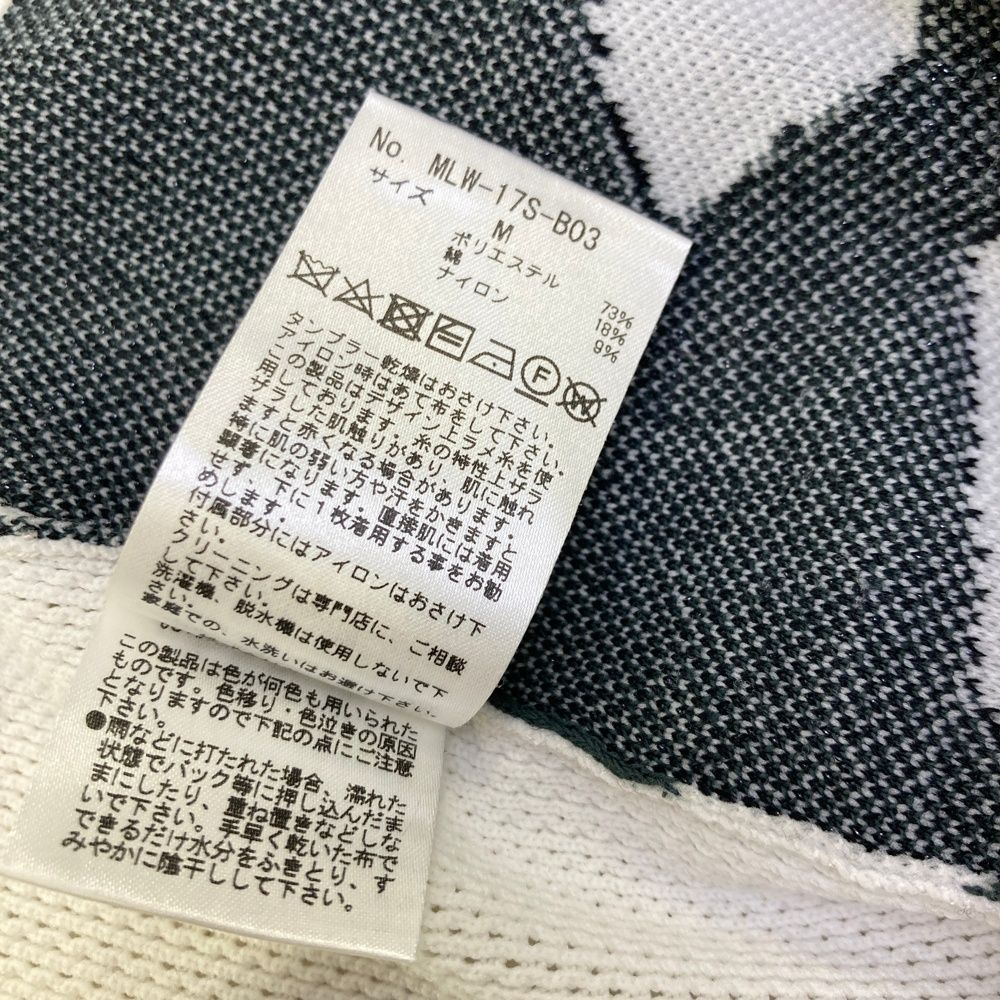 No. MLW-17S-B03
サイズ M
ポリエステル 73%
綿 18%
ナイロン 9%
F
W
タンブラー乾燥はおさけ下さい。
アイロン時はあて布をして下さい。
この製品はデザイン上ラメ糸を使
用しております。糸の特性上ザラ
ザラした肌触りがあり、肌に触れ
ますと赤くなる場合があります。
特に肌の弱い方や汗をかきますと
顕著になります。直接肌には着用
せず、下に1枚着用する事をお勧
めします。
付属部分にはアイロンはおさけ下
さい。
クリーニングは専門店に、ご相談
して下さい。
洗濯機、脱水機は使用しないで下
さい。
家庭での、水洗いはお避け下さい。
この製品は色が何色も用いられた
ものです。色移り・色泣きの原因
となりますので下記の点にご注意
下さい。
●雨などに打たれた場合、濡れた
状態でバック等に押し込んだま
まにしたり、重ね置きなどしな
いで下さい。手早く乾いた布で
できるだけ水分をふきとり、す
みやかに陰干しして下さい。